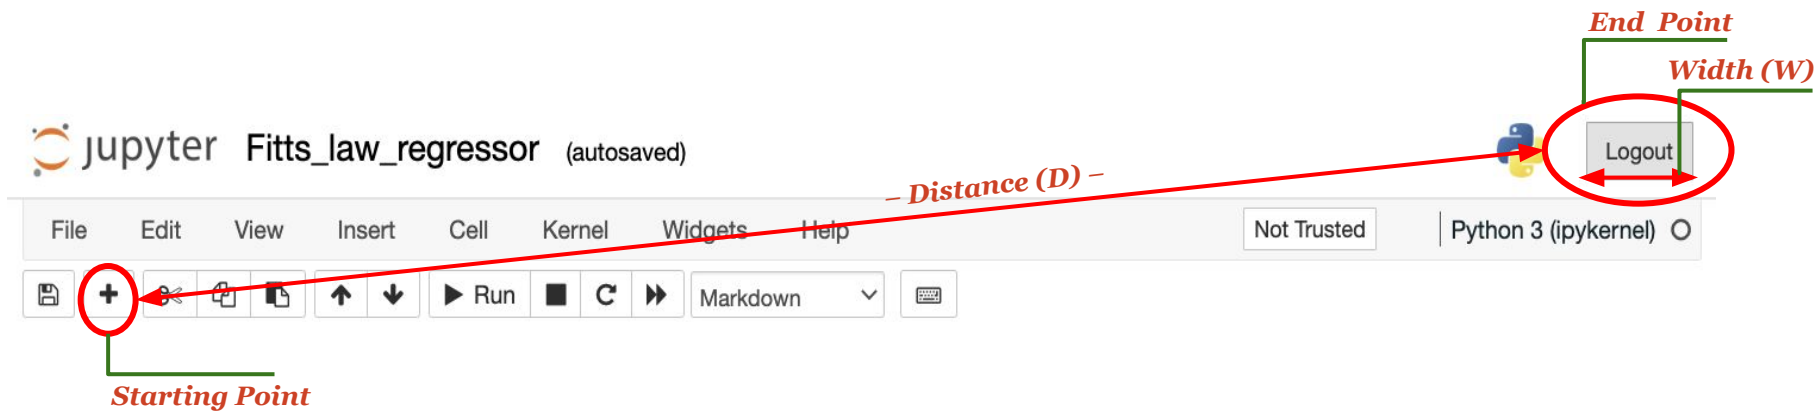 End Point
Width (W)
jupyter Fitts_law_regressor (autosaved)
Logout
– Distance (D) –
File Edit View Insert Cell Kernel Widgets Help Not Trusted Python 3 (ipykernel)
Run Markdown
Starting Point